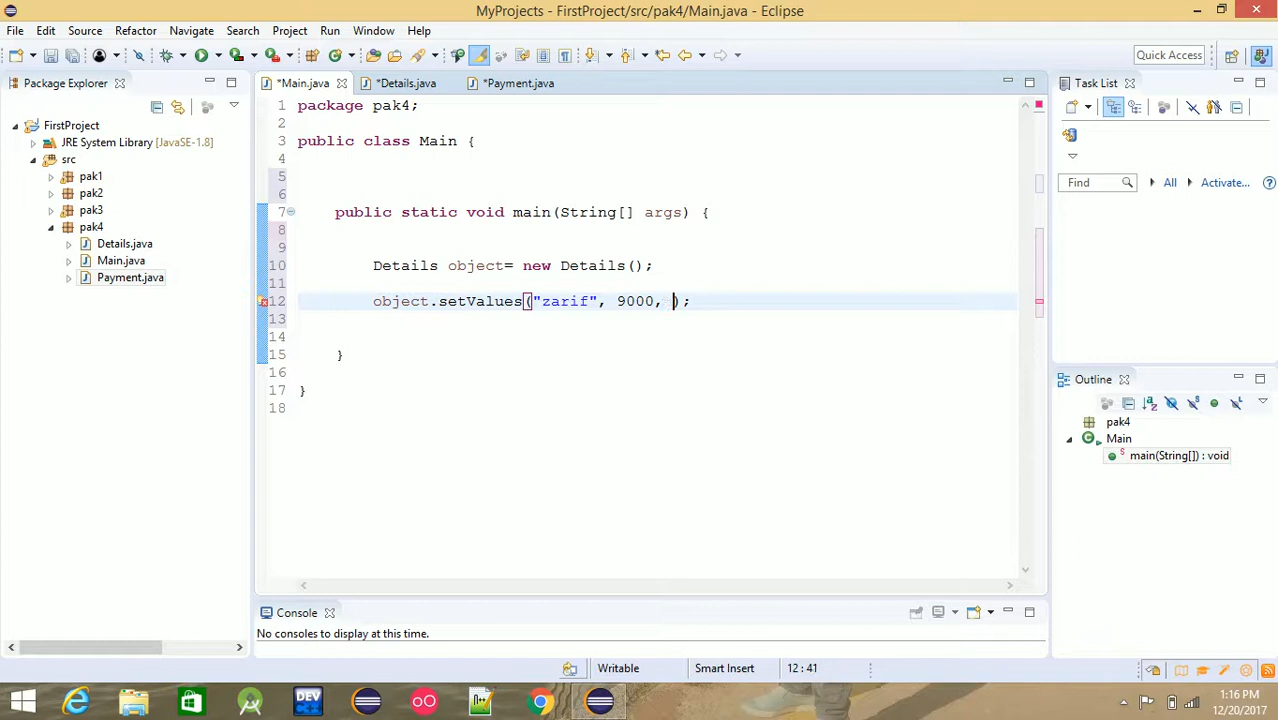 MyProjects - FirstProject/src/pak4/Main.java - Eclipse
File Edit Source Refactor Navigate Search Project Run Window Help
Quick Access
Package Explorer
*Main.java *Details.java *Payment.java
Task List
FirstProject
JRE System Library [JavaSE-1.8]
src
pak1
pak2
pak3
pak4
Details.java
Main.java
Payment.java
1 package pak4;
2
3 public class Main {
4
5
6
7 public static void main(String[] args) {
8
9
10 Details object= new Details();
11
12 object.setValues("zarif", 9000, );
13
14
15 }
16
17 }
18
Find All Activate...
Outline
pak4
Main
main(String[]) : void
Console
No consoles to display at this time.
Writable Smart Insert 12 : 41
DEV
1:16 PM
12/20/2017